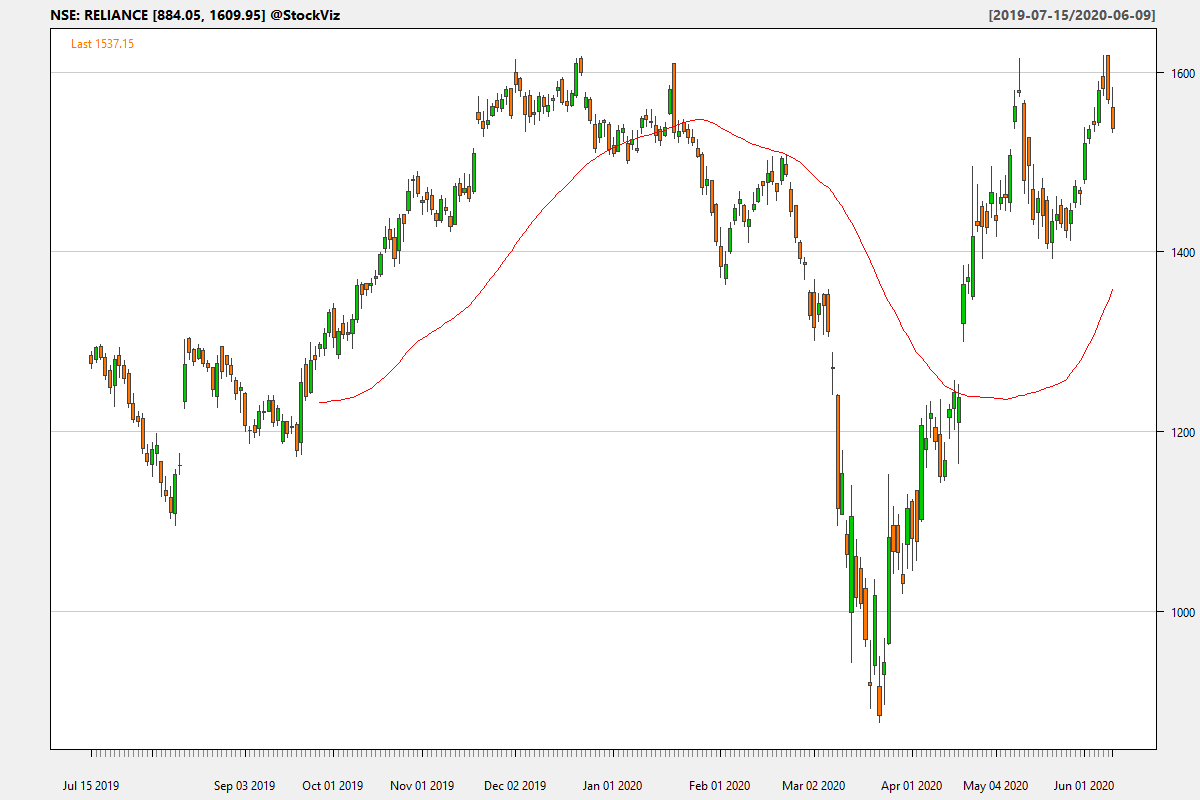 NSE: RELIANCE [884.05, 1609.95] @StockViz
[2019-07-15/2020-06-09]
Last 1537.15
1600
1400
1200
1000
Jul 15 2019 Sep 03 2019 Oct 01 2019 Nov 01 2019 Dec 02 2019 Jan 01 2020 Feb 01 2020 Mar 02 2020 Apr 01 2020 May 04 2020 Jun 01 2020